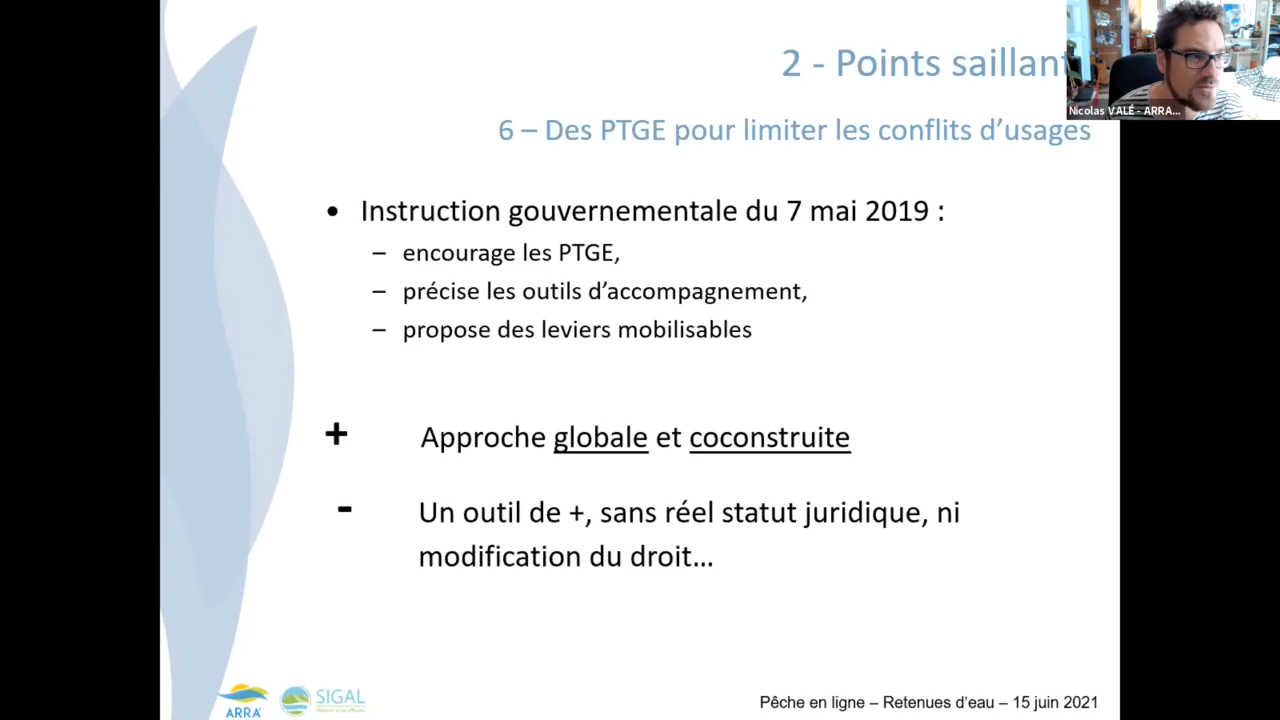 2 - Points saillant
Nicolas VALÉ - ARRA...
6 – Des PTGE pour limiter les conflits d’usages
• Instruction gouvernementale du 7 mai 2019 :
– encourage les PTGE,
– précise les outils d’accompagnement,
– propose des leviers mobilisables
+ Approche globale et coconstruite
- Un outil de +, sans réel statut juridique, ni
modification du droit...
ARRA²
SIGAL
Pêche en ligne – Retenues d’eau – 15 juin 2021